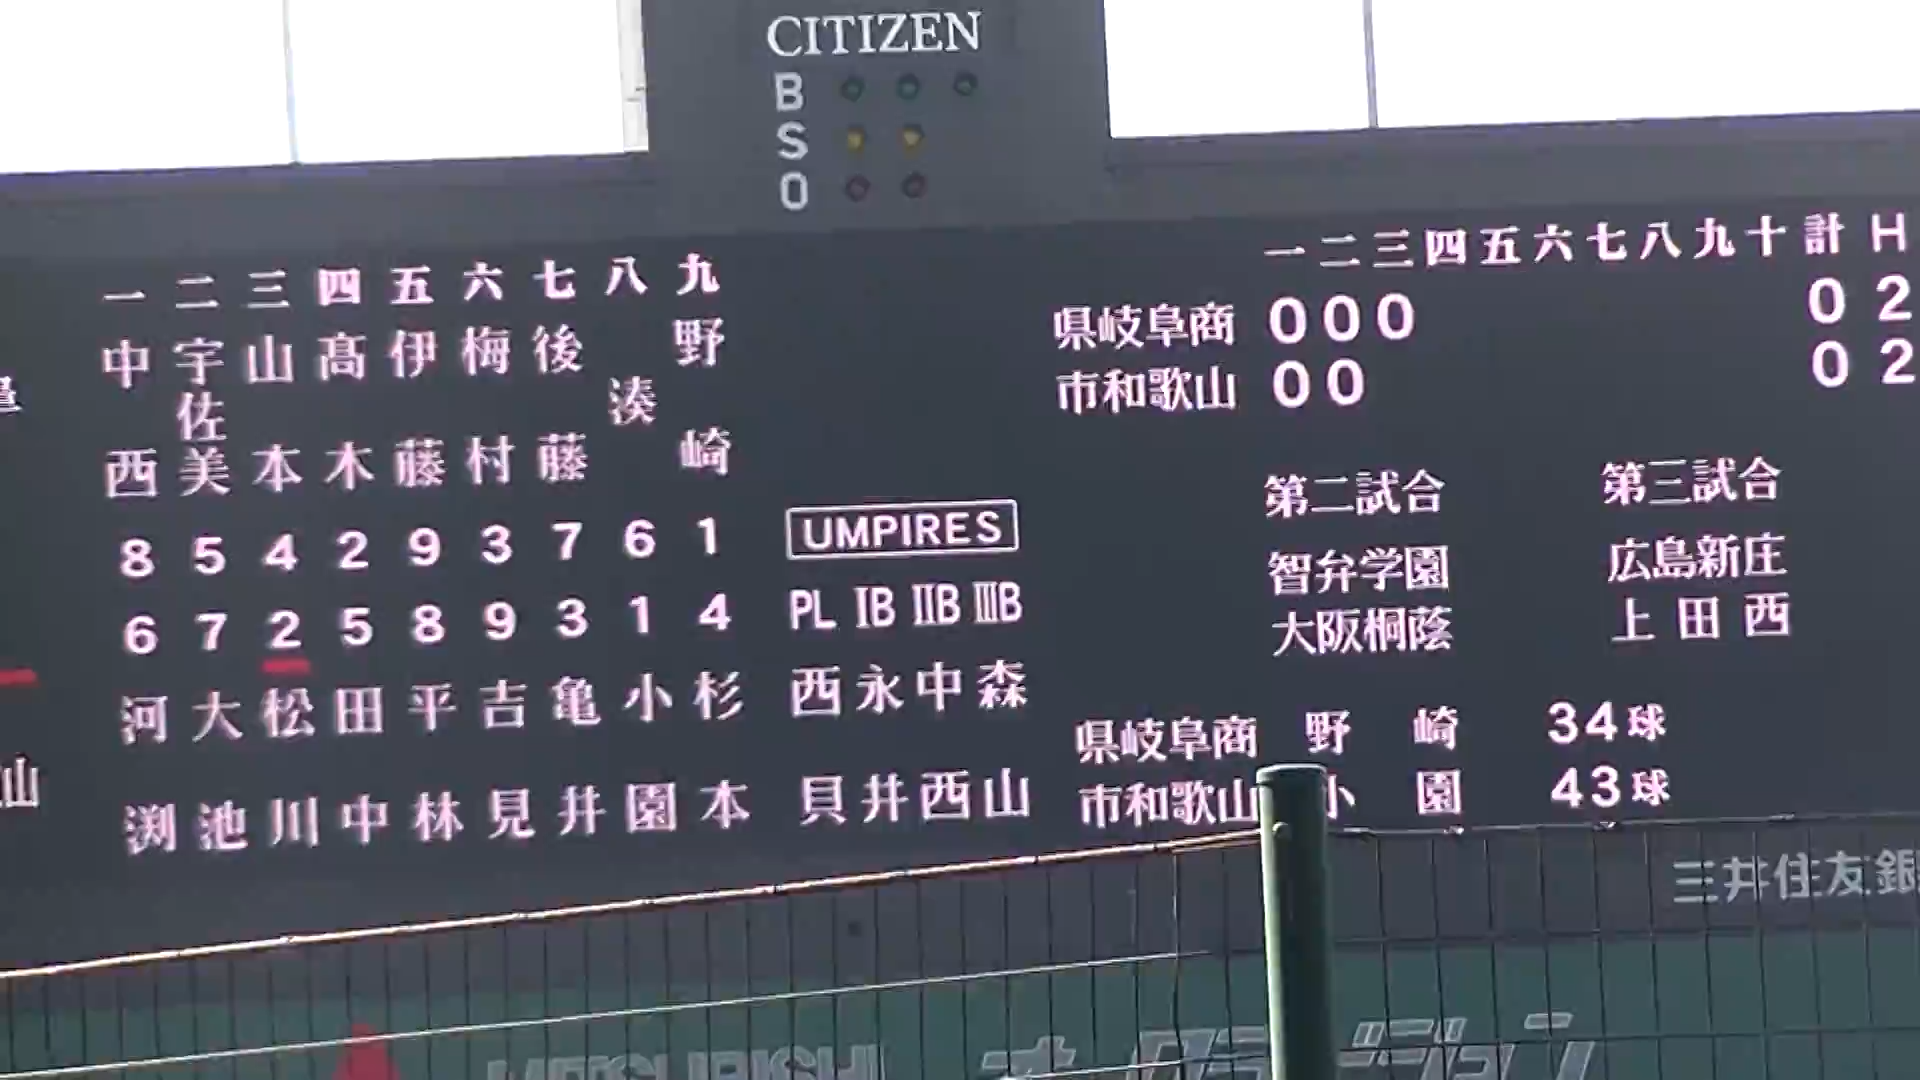 CITIZEN
B
S
O
一 二 三 四 五 六 七 八 九 十 計 H
県岐阜商 0 0 0 0 2
市和歌山 0 0 0 2
一 二 三 四 五 六 七 八 九
中西 宇佐美 山本 髙木 伊藤 梅村 後藤 湊 野崎
8 5 4 2 9 3 7 6 1
6 7 2 5 8 9 3 1 4
河渕 大池 松川 田中 平林 吉見 亀井 小園 杉本
山
UMPIRES
PL ⅠB ⅡB ⅢB
西貝 永井 中西 森山
第二試合 第三試合
智弁学園 広島新庄
大阪桐蔭 上田西
県岐阜商 野崎 34球
市和歌山 小園 43球
三井住友銀
MITSUBISHI